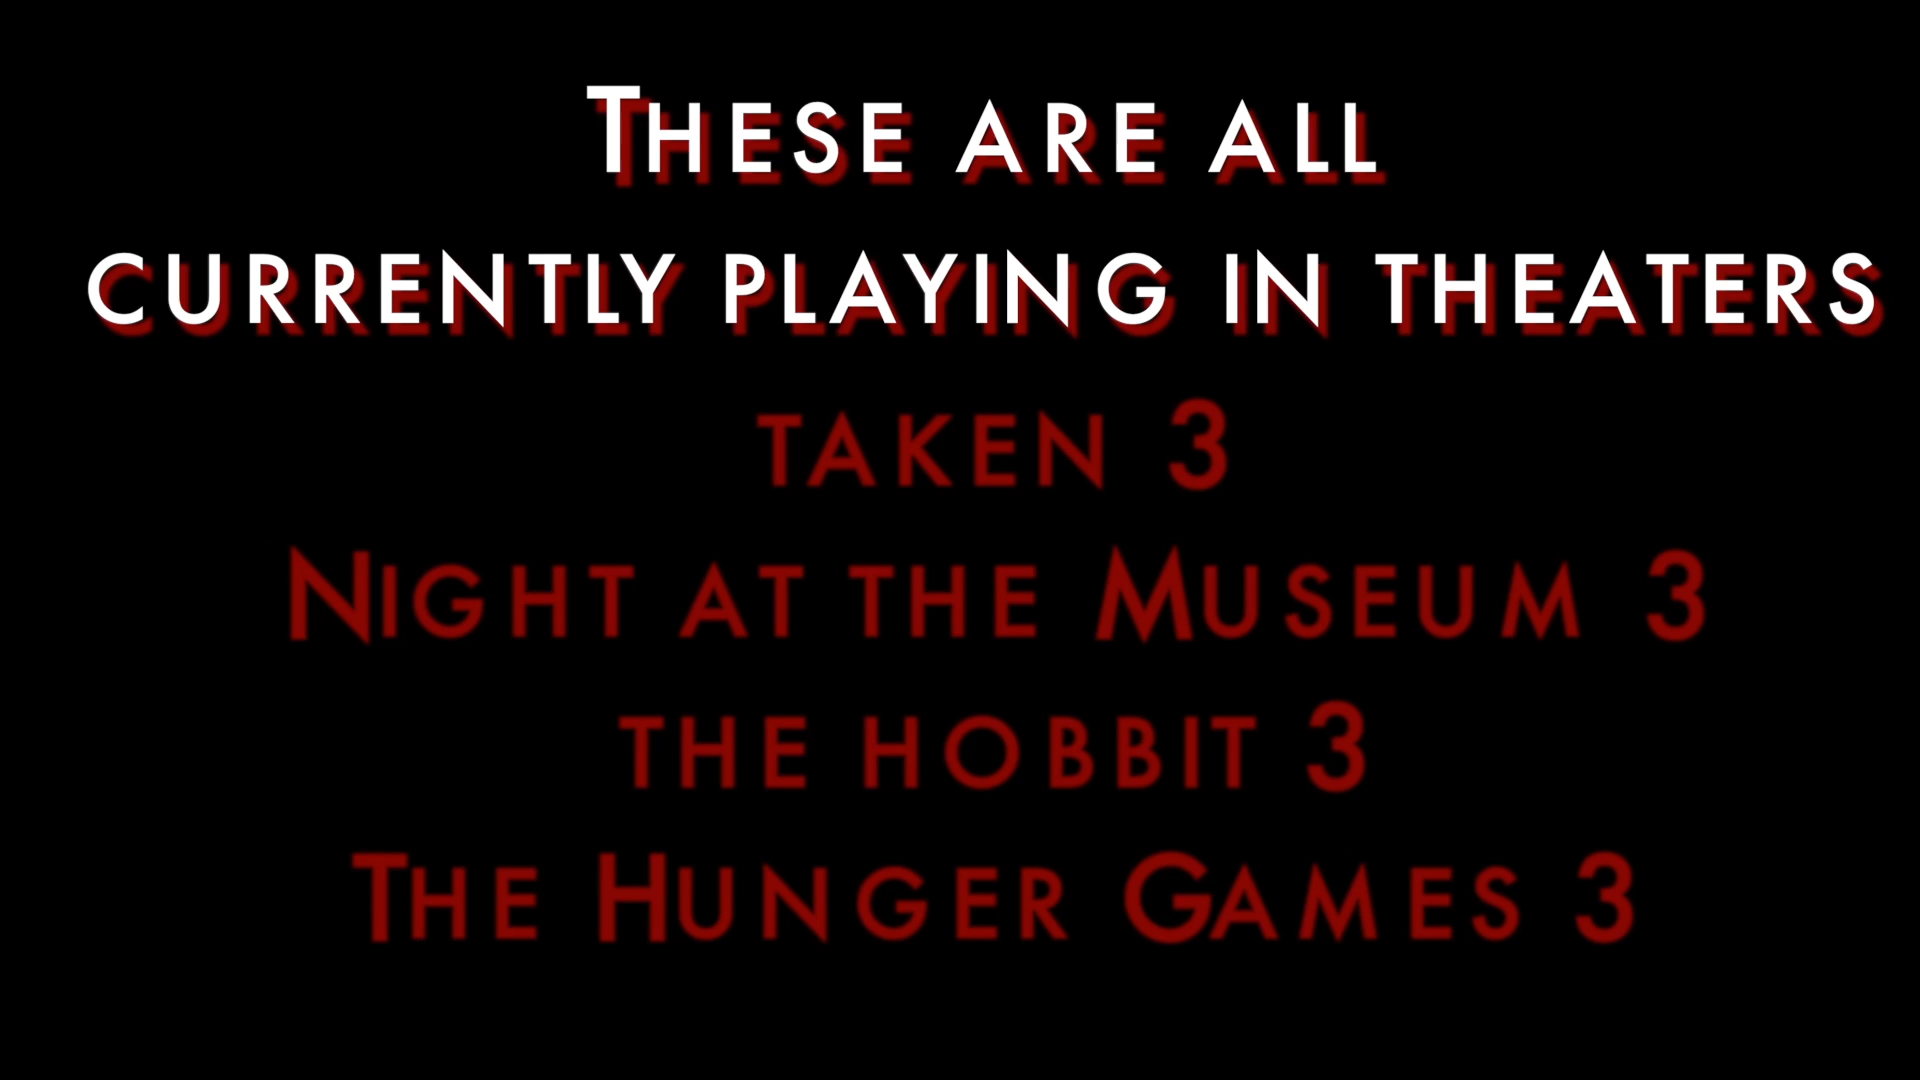 These are all
currently playing in theaters
taken 3
Night at the Museum 3
the hobbit 3
The Hunger Games 3